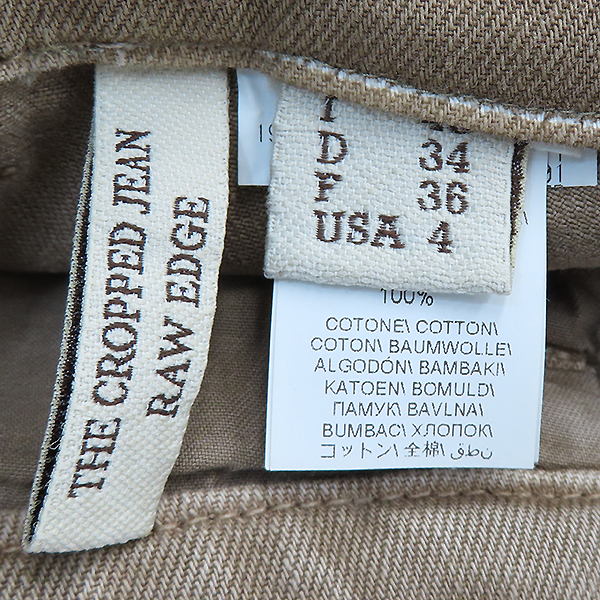 THE CROPPED JEAN
RAW EDGE
I
D 34
F 36
USA 4
100%
COTONE\ COTTON\
COTON\ BAUMWOLLE\
ALGODÓN\ BAMBAKI\
KATOEN\ BOMULD\
ПАМУК\ BAVLNA\
BUMBAC\ ХЛОПОК\
コットン\ 全棉\ نطق\